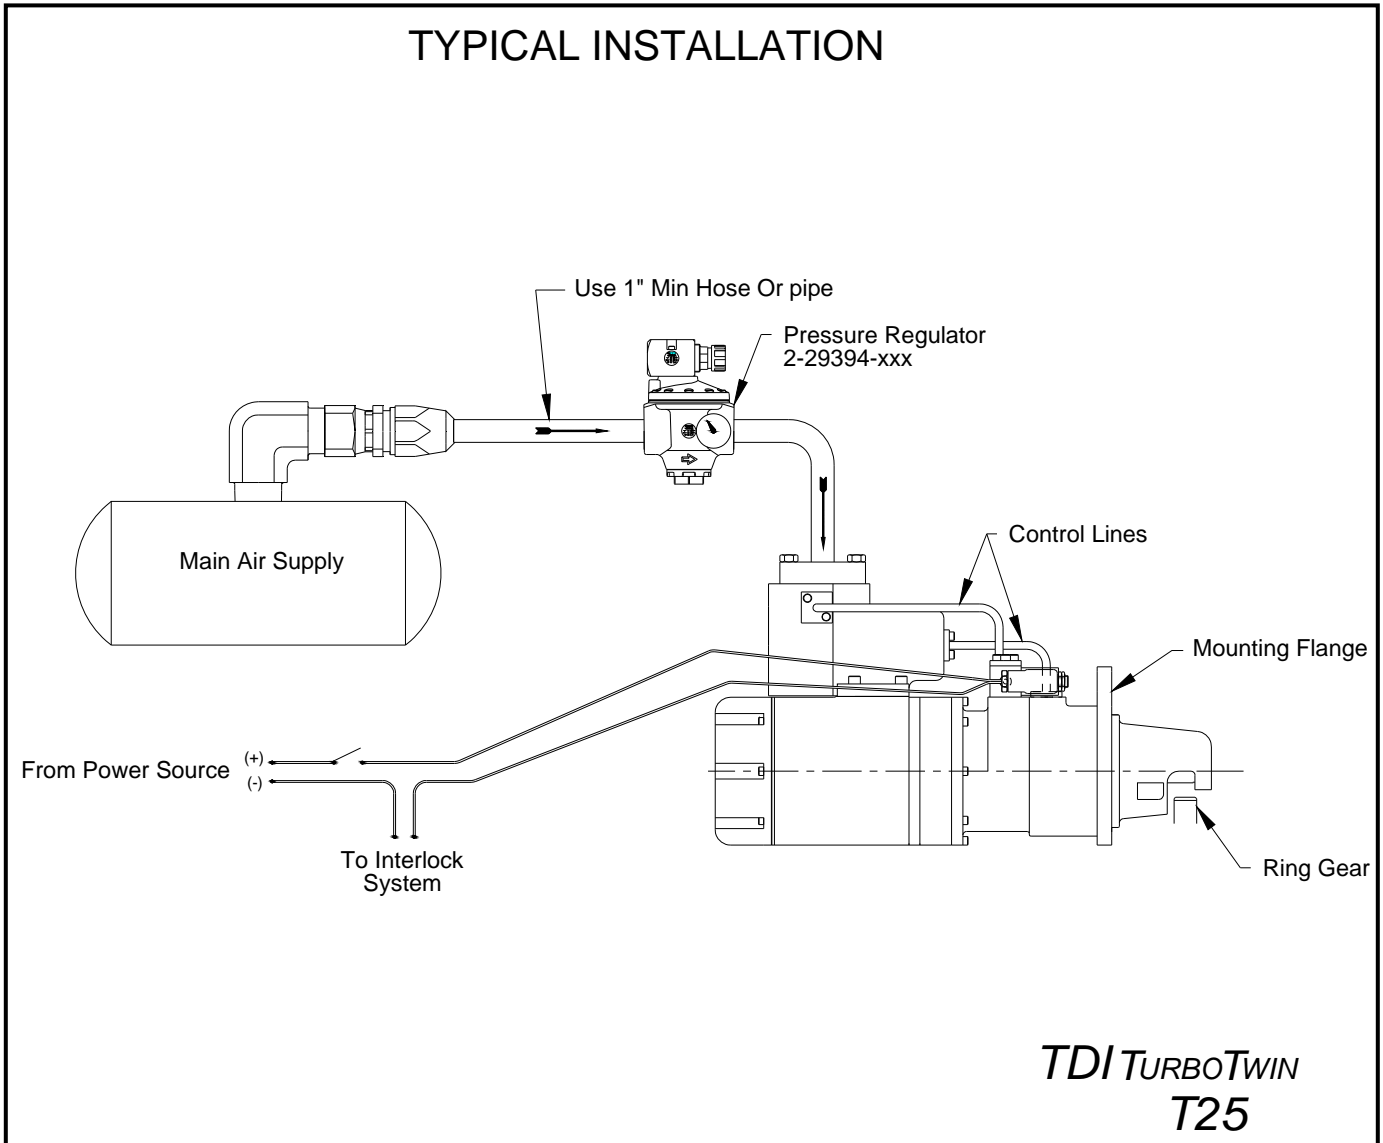 TYPICAL INSTALLATION
Use 1" Min Hose Or pipe
Pressure Regulator
2-29394-xxx
Main Air Supply
Control Lines
Mounting Flange
From Power Source
(+)
(-)
To Interlock
System
Ring Gear
TDI TURBOTWIN
T25